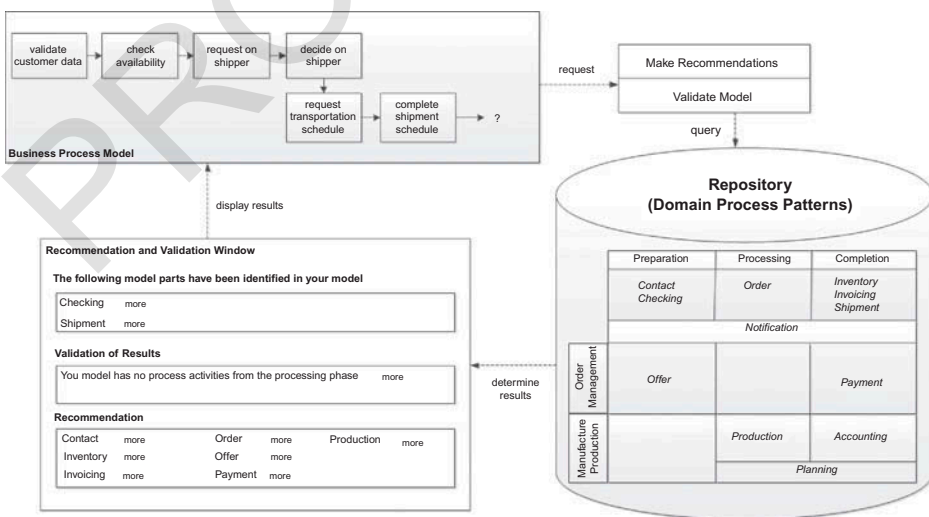 PRO
validate
customer data
check
availability
request on
shipper
decide on
shipper
request
transportation
schedule
complete
shipment
schedule
?
Business Process Model
request
Make Recommendations
Validate Model
query
Repository
(Domain Process Patterns)
Preparation Processing Completion
Contact
Checking
Order
Inventory
Invoicing
Shipment
Notification
Order
Management
Offer
Payment
Manufacture
Production
Production
Accounting
Planning
determine
results
display results
Recommendation and Validation Window
The following model parts have been identified in your model
Checking more
Shipment more
Validation of Results
You model has no process activities from the processing phase more
Recommendation
Contact more Order more Production more
Inventory more Offer more
Invoicing more Payment more